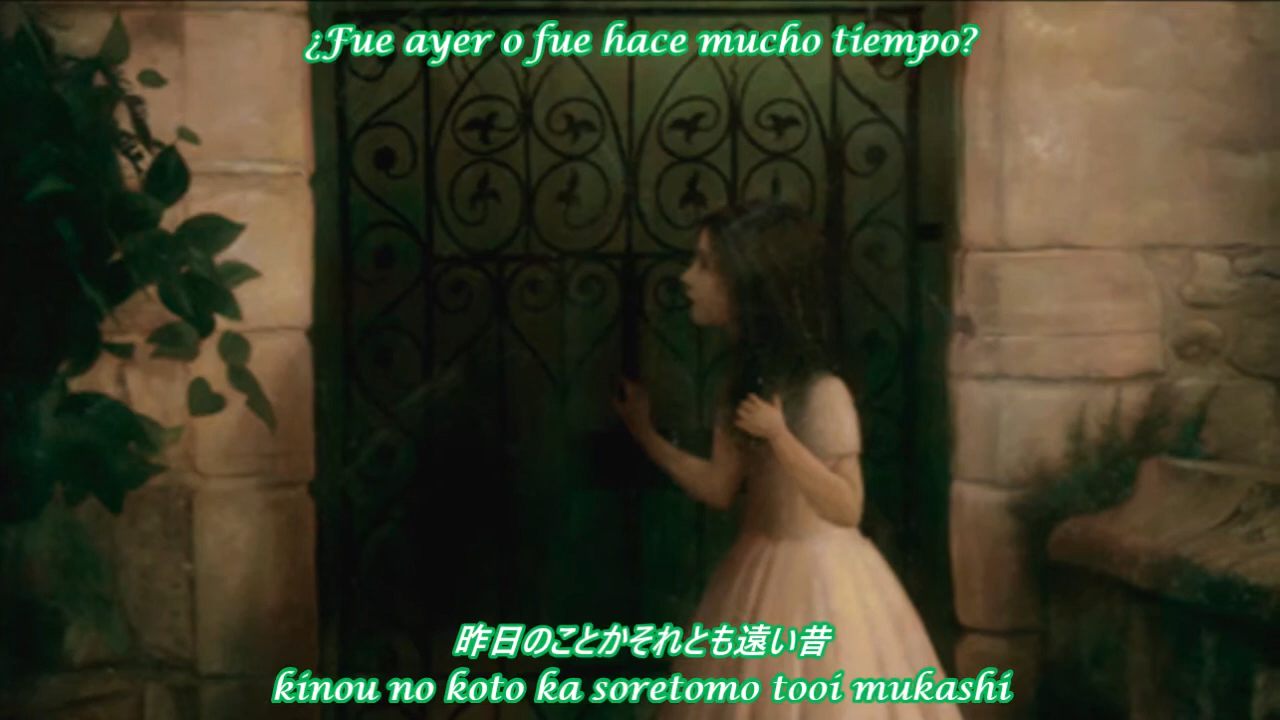 ¿Fue ayer o fue hace mucho tiempo?
昨日のことかそれとも遠い昔
kinou no koto ka soretomo tooi mukashi